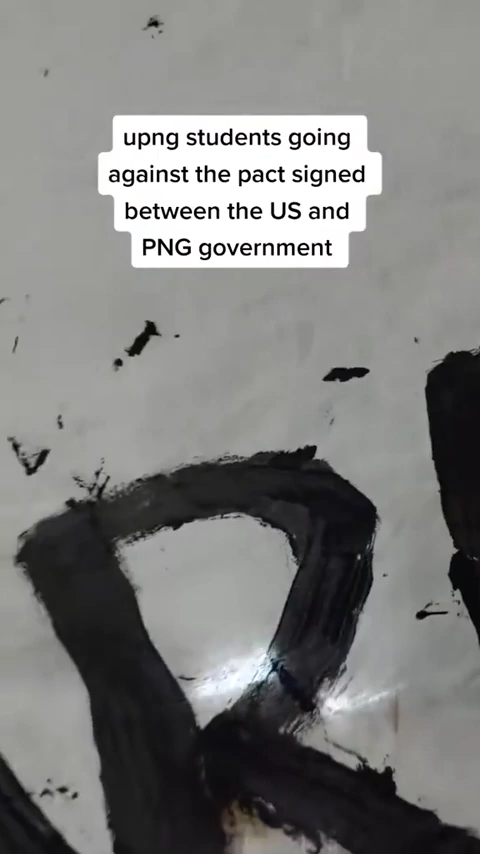 upng students going
against the pact signed
between the US and
PNG government
R